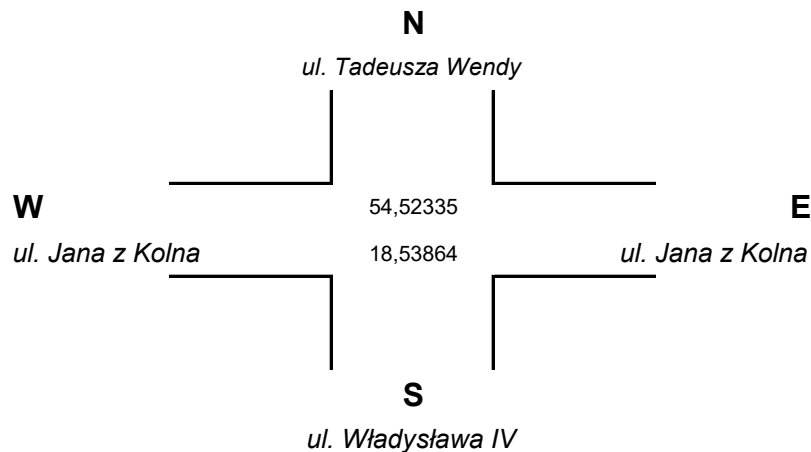 N
ul. Tadeusza Wendy
W
54,52335
E
ul. Jana z Kolna
18,53864
ul. Jana z Kolna
S
ul. Władysława IV